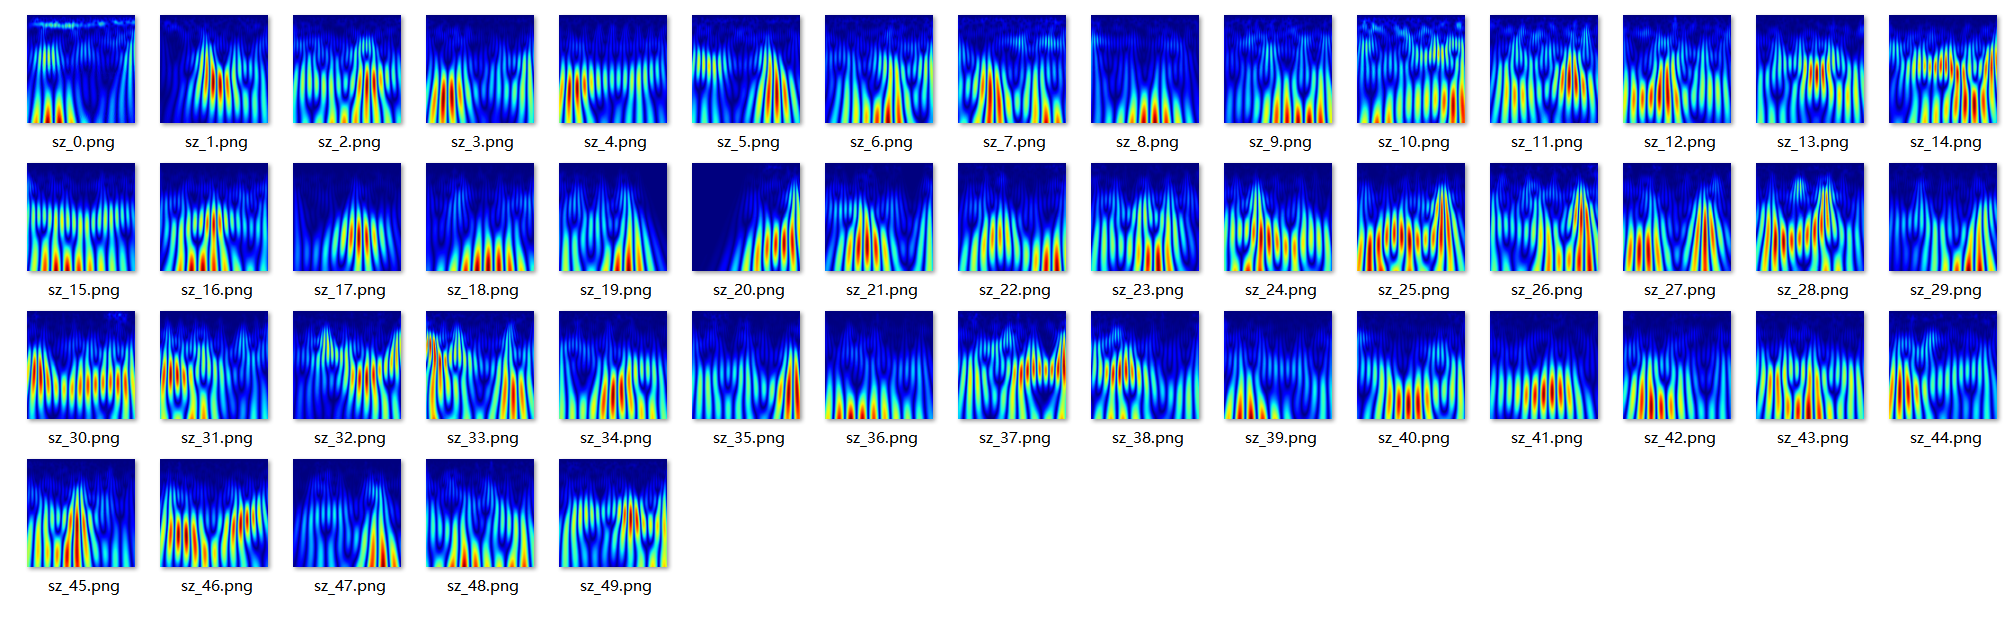 sz_0.png sz_1.png sz_2.png sz_3.png sz_4.png sz_5.png sz_6.png sz_7.png sz_8.png sz_9.png sz_10.png sz_11.png sz_12.png sz_13.png sz_14.png
sz_15.png sz_16.png sz_17.png sz_18.png sz_19.png sz_20.png sz_21.png sz_22.png sz_23.png sz_24.png sz_25.png sz_26.png sz_27.png sz_28.png sz_29.png
sz_30.png sz_31.png sz_32.png sz_33.png sz_34.png sz_35.png sz_36.png sz_37.png sz_38.png sz_39.png sz_40.png sz_41.png sz_42.png sz_43.png sz_44.png
sz_45.png sz_46.png sz_47.png sz_48.png sz_49.png